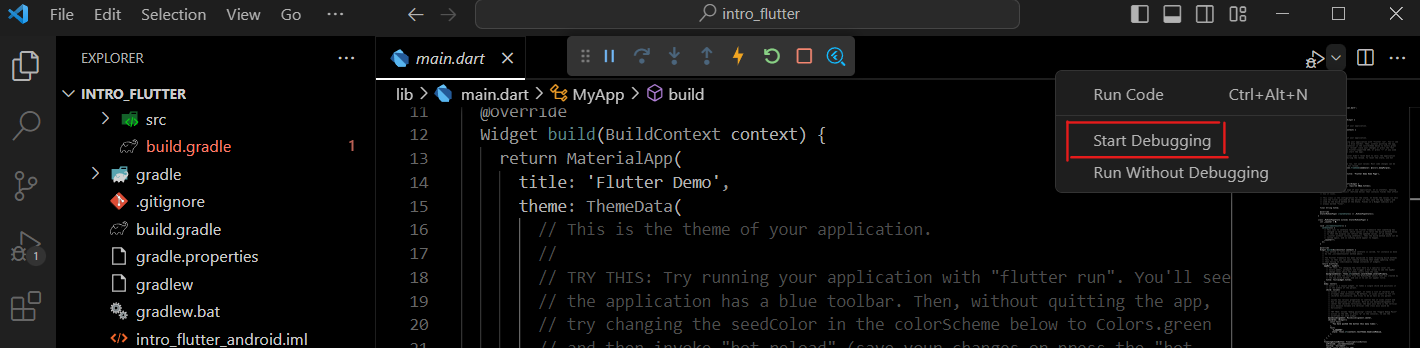 File Edit Selection View Go ··· intro_flutter
EXPLORER ···
main.dart
INTRO_FLUTTER
src
build.gradle 1
gradle
.gitignore
build.gradle
gradle.properties
gradlew
gradlew.bat
intro_flutter_android.iml
1
lib > main.dart > MyApp > build
11 @override
12 Widget build(BuildContext context) {
13 return MaterialApp(
14 title: 'Flutter Demo',
15 theme: ThemeData(
16 // This is the theme of your application.
17 //
18 // TRY THIS: Try running your application with "flutter run". You'll see
19 // the application has a blue toolbar. Then, without quitting the app,
20 // try changing the seedColor in the colorScheme below to Colors.green
21 // and then invoke "hot reload" (save your changes or press the "hot
Run Code Ctrl+Alt+N
Start Debugging
Run Without Debugging